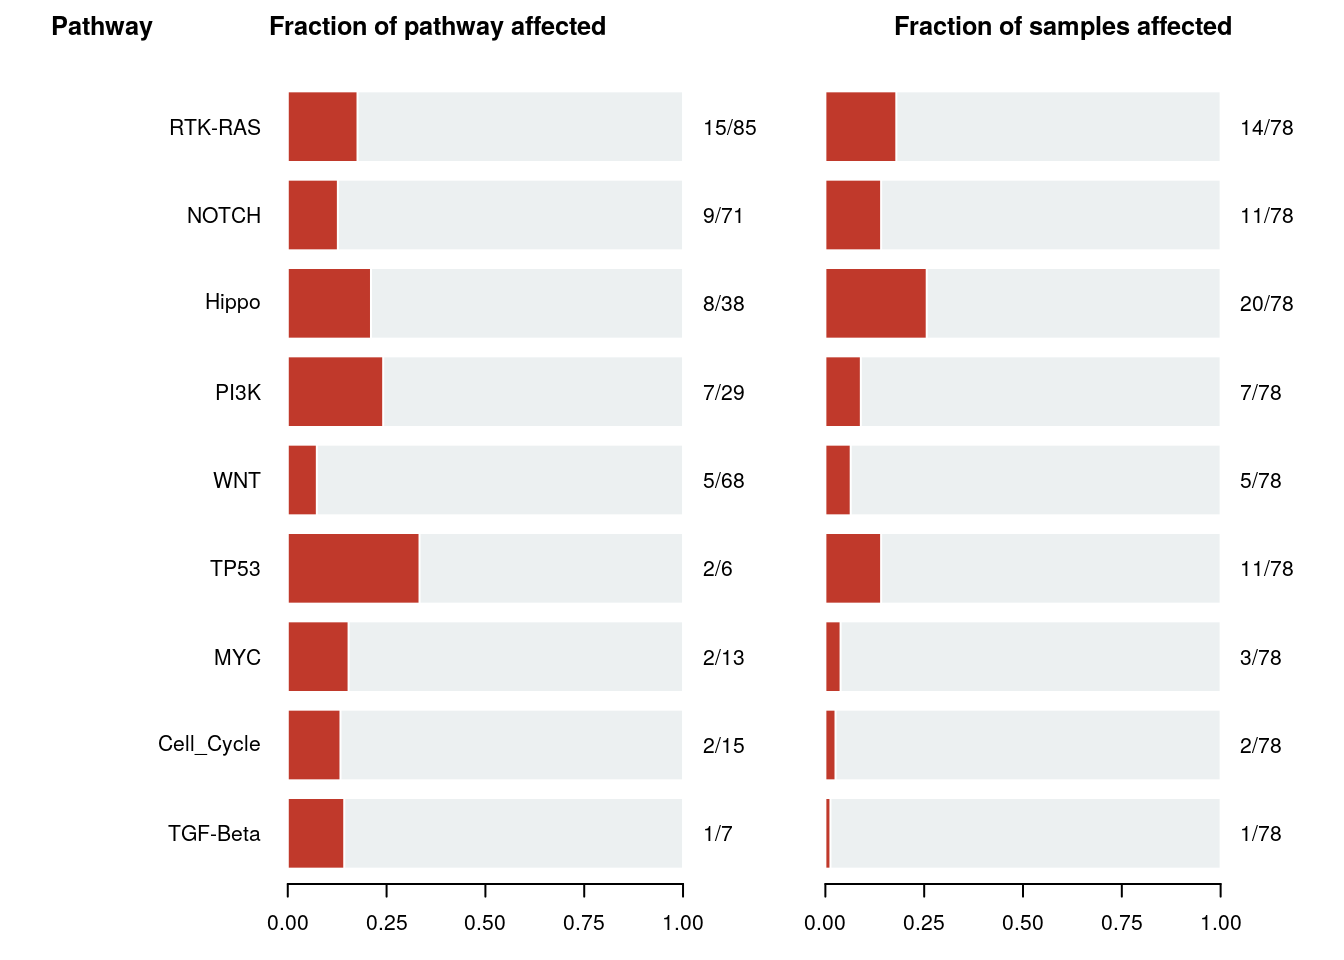 Pathway Fraction of pathway affected Fraction of samples affected
RTK-RAS 15/85 14/78
NOTCH 9/71 11/78
Hippo 8/38 20/78
PI3K 7/29 7/78
WNT 5/68 5/78
TP53 2/6 11/78
MYC 2/13 3/78
Cell_Cycle 2/15 2/78
TGF-Beta 1/7 1/78
0.00 0.25 0.50 0.75 1.00 0.00 0.25 0.50 0.75 1.00